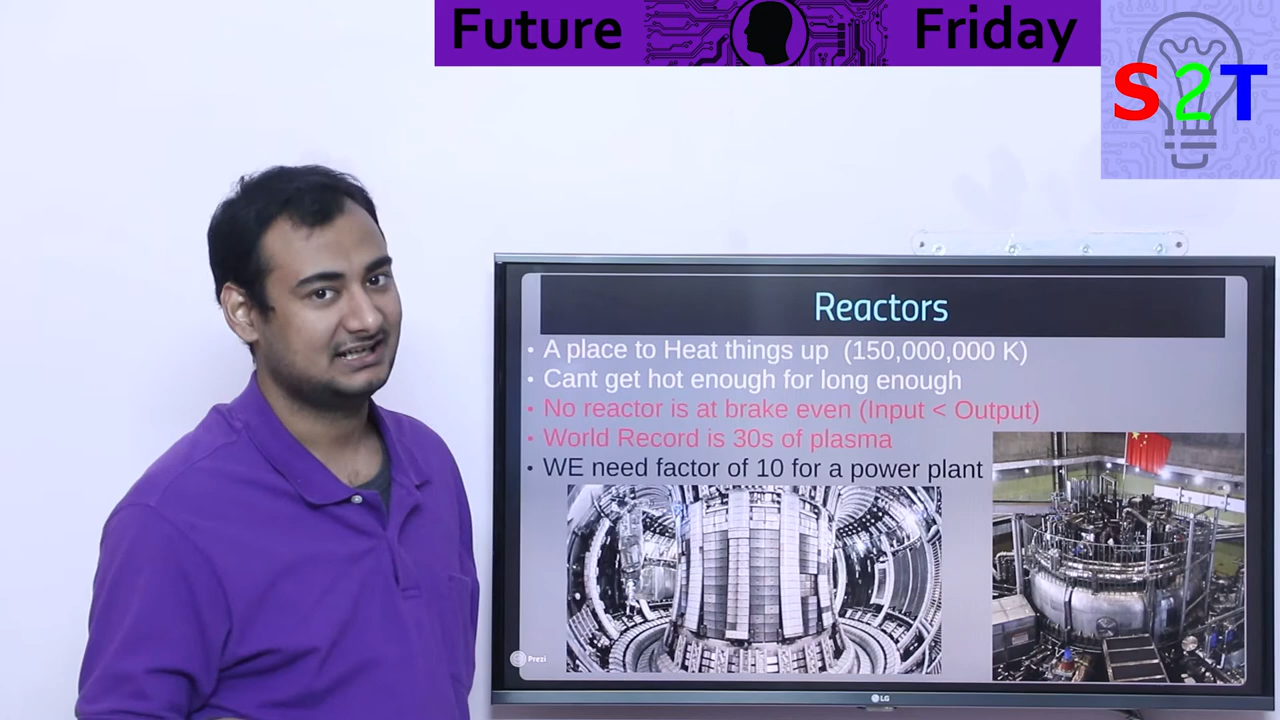 Future Friday
S2T
Reactors
• A place to Heat things up (150,000,000 K)
• Cant get hot enough for long enough
• No reactor is at brake even (Input < Output)
• World Record is 30s of plasma
• WE need factor of 10 for a power plant
Prezi
LG